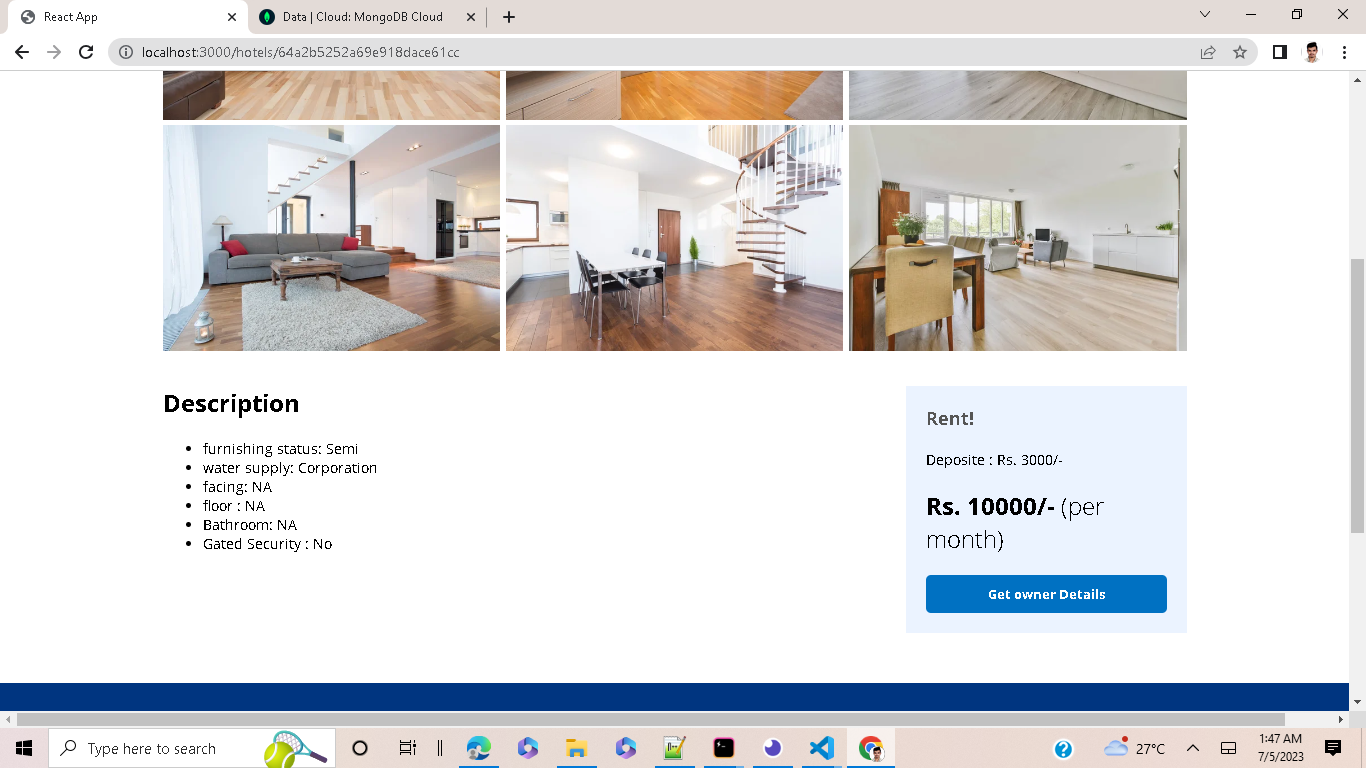 React App
Data | Cloud: MongoDB Cloud
localhost:3000/hotels/64a2b5252a69e918dace61cc
Description
furnishing status: Semi
water supply: Corporation
facing: NA
floor : NA
Bathroom: NA
Gated Security : No
Rent!
Deposite : Rs. 3000/-
Rs. 10000/- (per
month)
Get owner Details
Type here to search
27°C
1:47 AM
7/5/2023